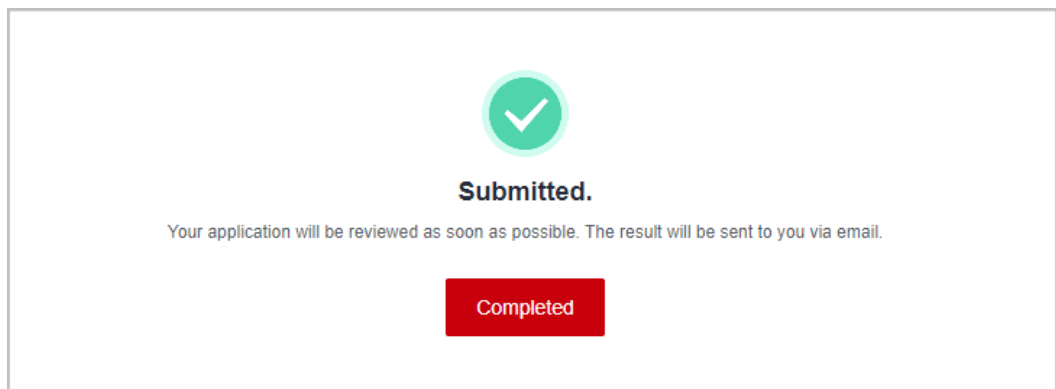 Submitted.
Your application will be reviewed as soon as possible. The result will be sent to you via email.
Completed